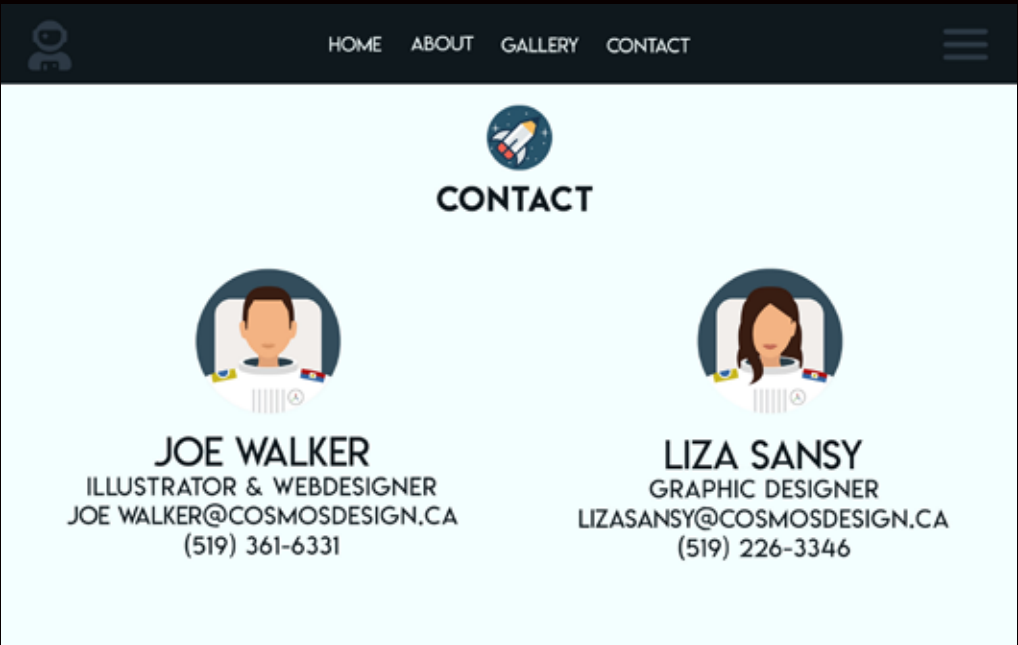 HOME ABOUT GALLERY CONTACT
CONTACT
JOE WALKER
ILLUSTRATOR & WEBDESIGNER
JOE WALKER@COSMOSDESIGN.CA
(519) 361-6331
LIZA SANSY
GRAPHIC DESIGNER
LIZASANSY@COSMOSDESIGN.CA
(519) 226-3346